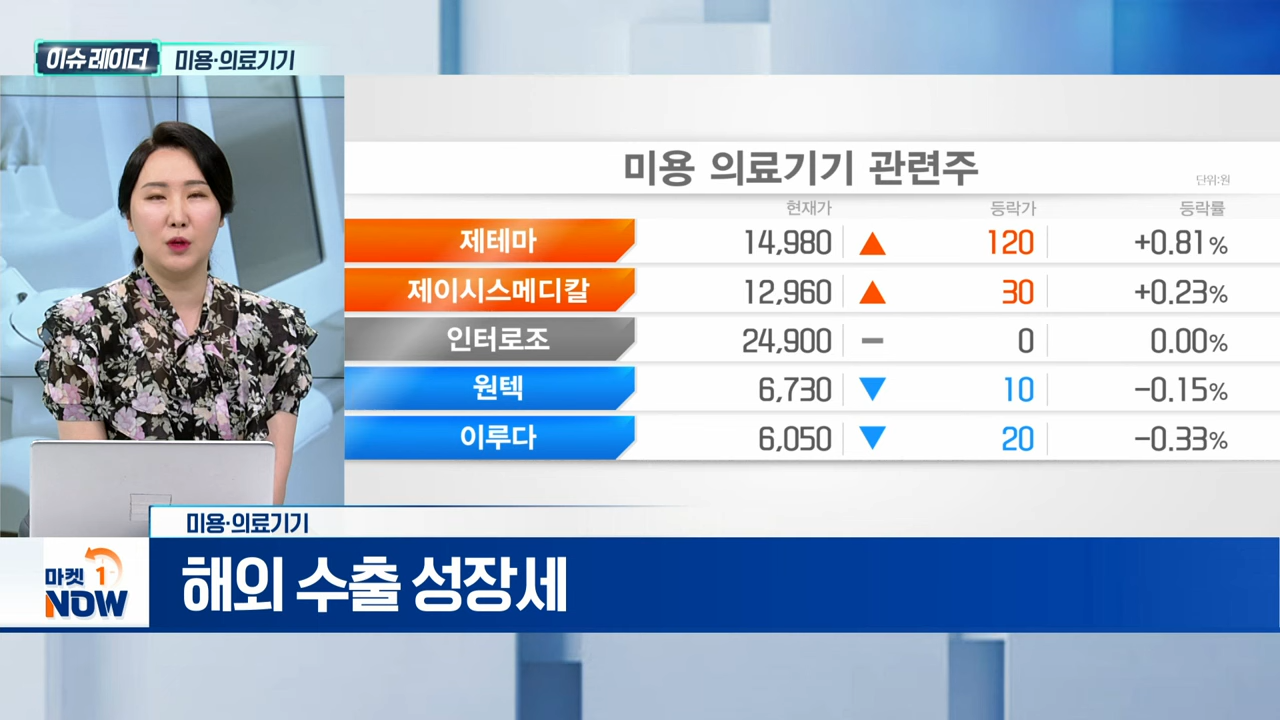 이슈레이더 미용·의료기기
미용 의료기기 관련주
단위:원
현재가 등락가 등락률
제테마 14,980 ▲ 120 +0.81%
제이시스메디칼 12,960 ▲ 30 +0.23%
인터로조 24,900 - 0 0.00%
원텍 6,730 ▼ 10 -0.15%
이루다 6,050 ▼ 20 -0.33%
미용·의료기기
마켓 1
NOW
해외 수출 성장세